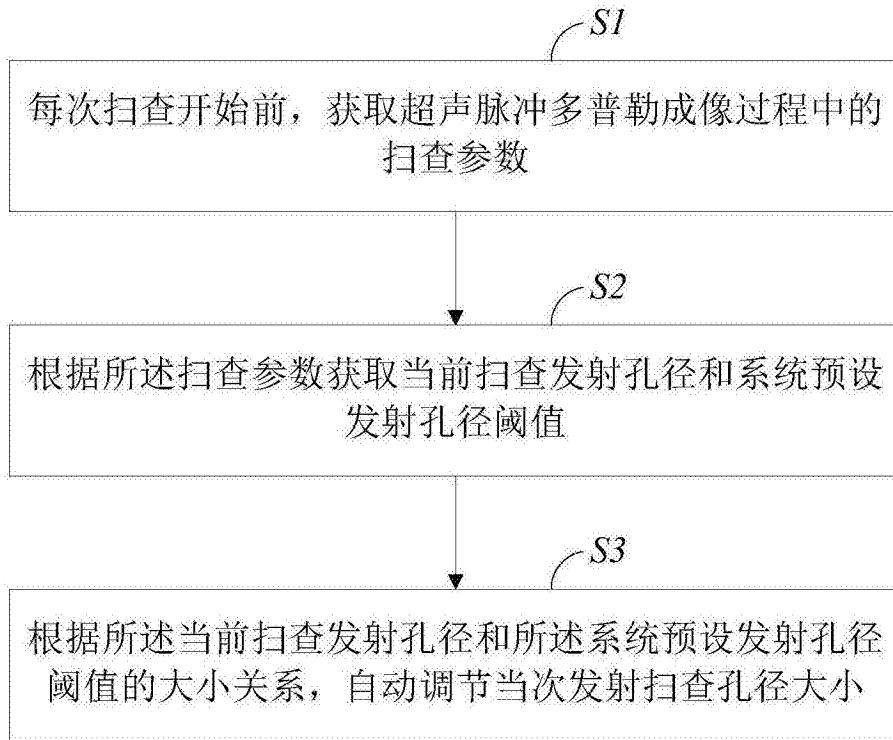 S1
每次扫查开始前，获取超声脉冲多普勒成像过程中的
扫查参数
S2
根据所述扫查参数获取当前扫查发射孔径和系统预设
发射孔径阈值
S3
根据所述当前扫查发射孔径和所述系统预设发射孔径
阈值的大小关系，自动调节当次发射扫查孔径大小